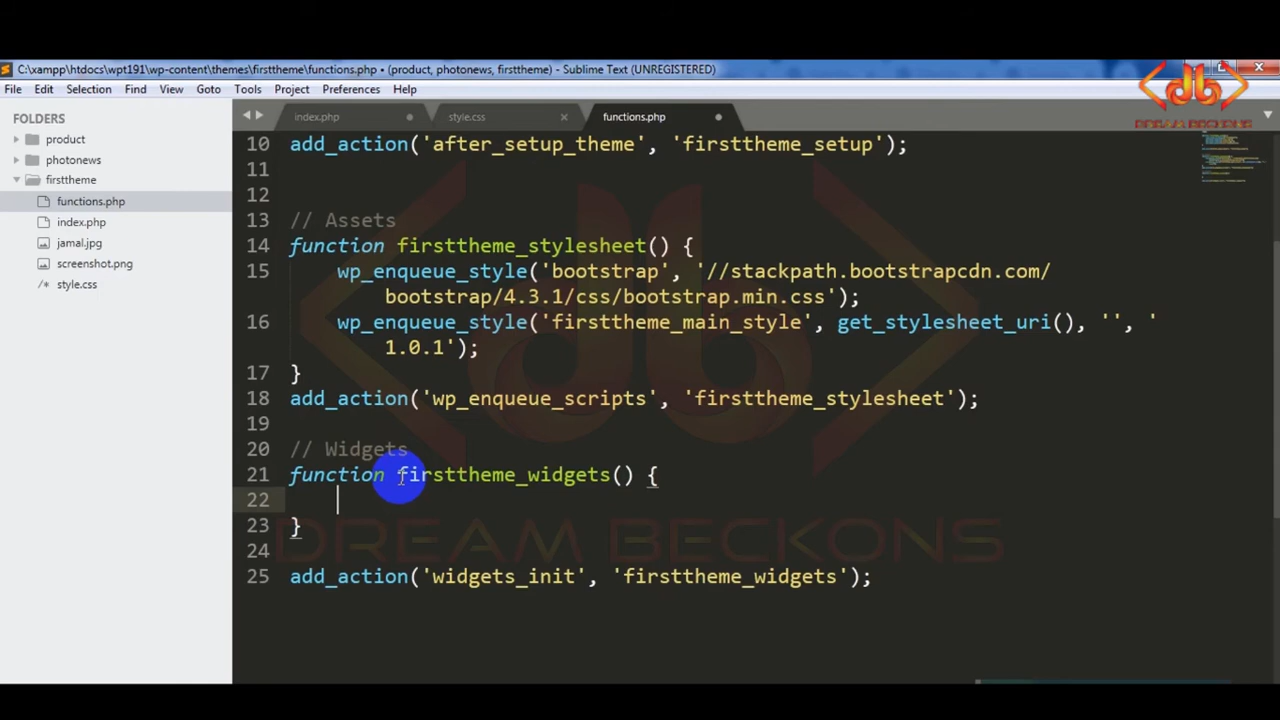 C:\xampp\htdocs\wpt191\wp-content\themes\firsttheme\functions.php • (product, photonews, firsttheme) - Sublime Text (UNREGISTERED)
File Edit Selection Find View Goto Tools Project Preferences Help
DREAM BECKONS
FOLDERS
product
photonews
firsttheme
functions.php
index.php
jamal.jpg
screenshot.png
/* style.css
index.php style.css functions.php
10 add_action('after_setup_theme', 'firsttheme_setup');
11
12
13 // Assets
14 function firsttheme_stylesheet() {
15 wp_enqueue_style('bootstrap', '//stackpath.bootstrapcdn.com/
bootstrap/4.3.1/css/bootstrap.min.css');
16 wp_enqueue_style('firsttheme_main_style', get_stylesheet_uri(), '', '
1.0.1');
17 }
18 add_action('wp_enqueue_scripts', 'firsttheme_stylesheet');
19
20 // Widgets
21 function firsttheme_widgets() {
22
23 }
24
25 add_action('widgets_init', 'firsttheme_widgets');
DREAM BECKONS